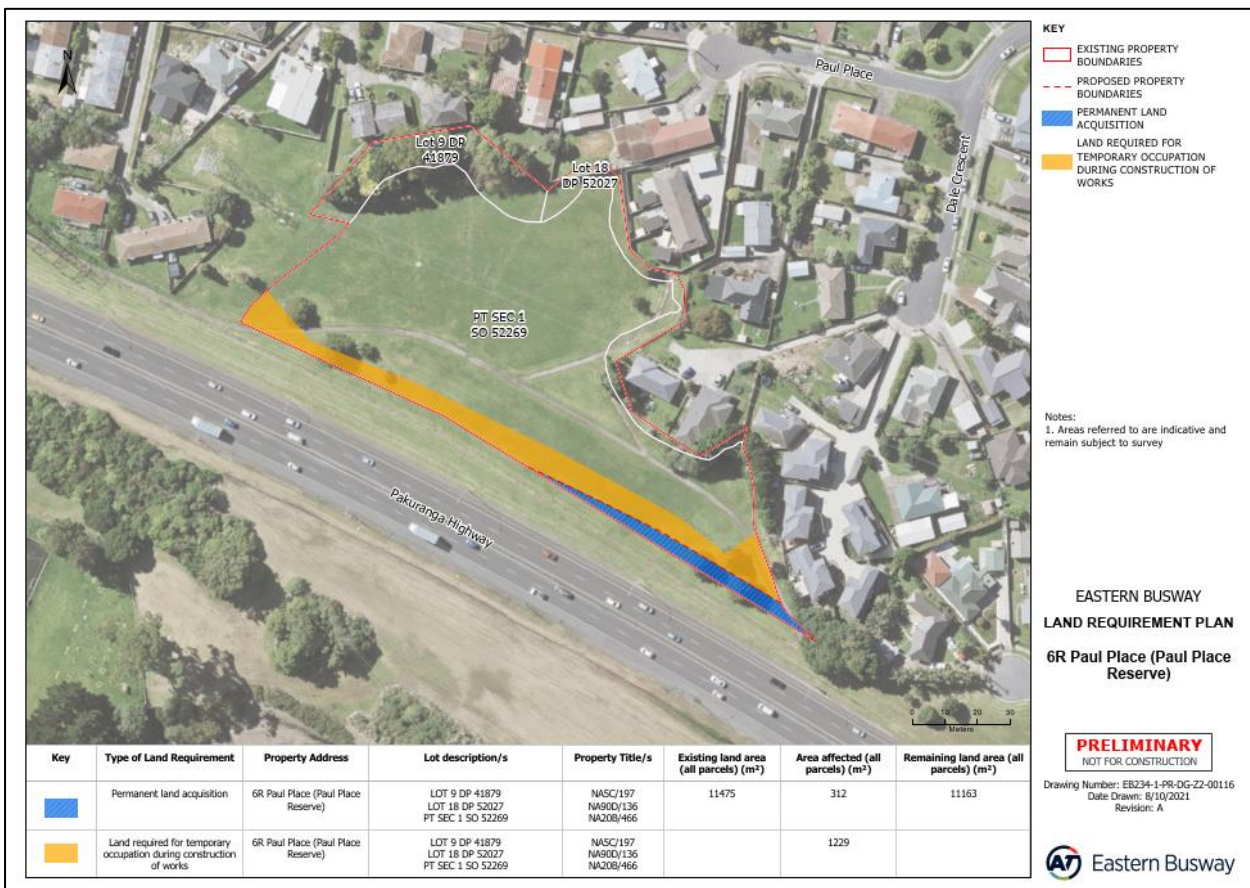 N
Paul Place
Dale Crescent
Lot 9 DP
41879
Lot 18
DP 52027
PT SEC 1
SO 52269
Pakuranga Highway
0 10 20 30
Meters
KEY
EXISTING PROPERTY
BOUNDARIES
PROPOSED PROPERTY
BOUNDARIES
PERMANENT LAND
ACQUISITION
LAND REQUIRED FOR
TEMPORARY OCCUPATION
DURING CONSTRUCTION OF
WORKS
Notes:
1. Areas referred to are indicative and
remain subject to survey
EASTERN BUSWAY
LAND REQUIREMENT PLAN
6R Paul Place (Paul Place
Reserve)
PRELIMINARY
NOT FOR CONSTRUCTION
Drawing Number: EB234-1-PR-DG-Z2-00116
Date Drawn: 8/10/2021
Revision: A
AT Eastern Busway
Key Type of Land Requirement Property Address Lot description/s Property Title/s Existing land area (all parcels) (m²) Area affected (all parcels) (m²) Remaining land area (all parcels) (m²)
Permanent land acquisition 6R Paul Place (Paul Place Reserve) LOT 9 DP 41879 NA5C/197 11475 312 11163
LOT 18 DP 52027 NA90D/136
PT SEC 1 SO 52269 NA20B/466
Land required for temporary occupation during construction of works 6R Paul Place (Paul Place Reserve) LOT 9 DP 41879 NA5C/197 1229
LOT 18 DP 52027 NA90D/136
PT SEC 1 SO 52269 NA20B/466